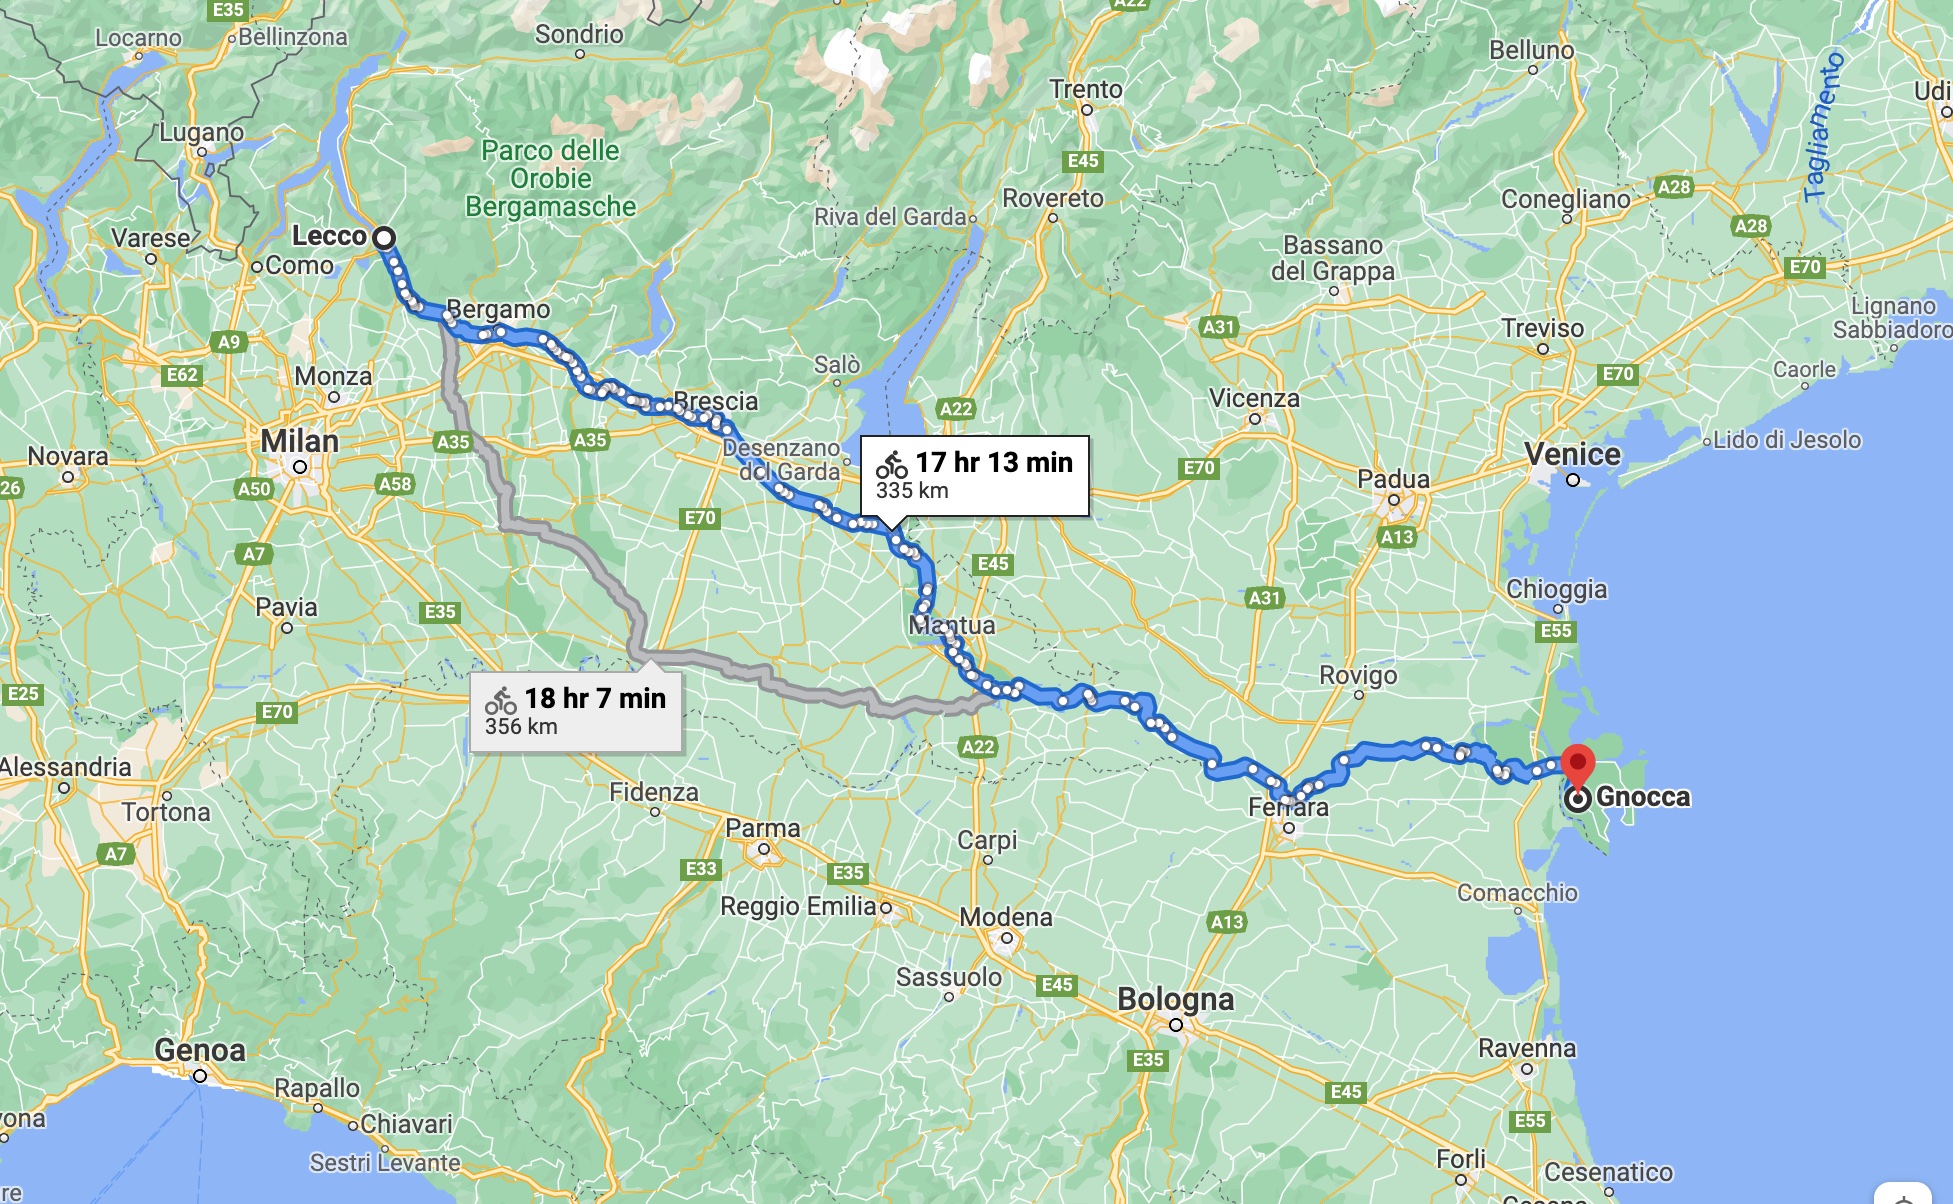 E35
A22
Locarno
Bellinzona
Sondrio
Belluno
Trento
Tagliamento
Lugano
Parco delle
Orobie
Bergamasche
E45
Rovereto
Riva del Garda
Conegliano
A28
A28
Varese
Lecco
Como
Bassano
del Grappa
E70
Bergamo
A9
A31
Treviso
Lignano
Sabbiadoro
E62
Monza
Salò
E70
Caorle
Brescia
A22
Vicenza
Milan
A35
A35
Desenzano
del Garda
Lido di Jesolo
Novara
Venice
17 hr 13 min
335 km
E70
Padua
26
A50
A58
E70
A13
A7
E45
Chioggia
Pavia
E35
A31
Mantua
E55
E25
18 hr 7 min
356 km
Rovigo
E70
A22
Alessandria
Fidenza
Gnocca
Tortona
Ferrara
Parma
Carpi
A7
E33
E35
Comacchio
Reggio Emilia
Modena
A13
Sassuolo
E45
Bologna
Genoa
E35
Ravenna
Rapallo
E45
Chiavari
E55
Sestri Levante
Forli
Cesenatico